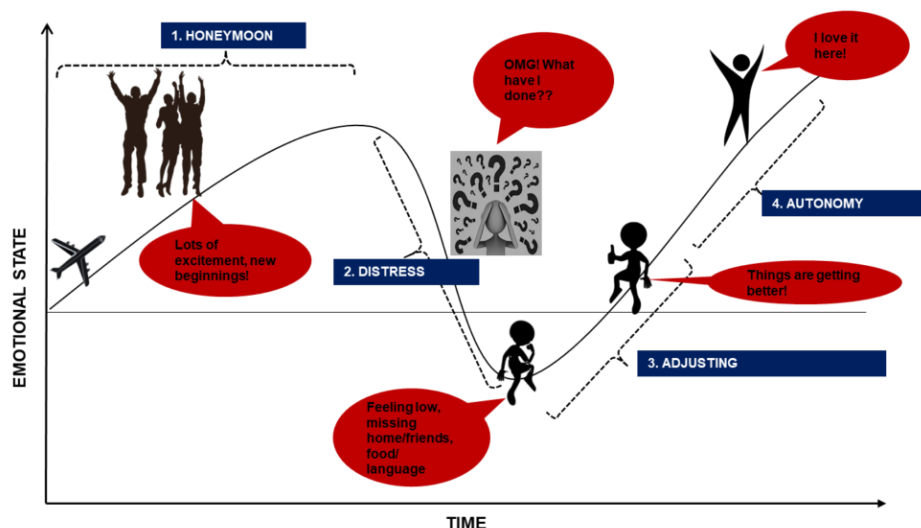 1. HONEYMOON
I love it
here!
OMG! What
have I
done??
4. AUTONOMY
Lots of
excitement, new
beginnings!
2. DISTRESS
Things are getting
better!
3. ADJUSTING
Feeling low,
missing
home/friends,
food/
language
EMOTIONAL STATE
TIME